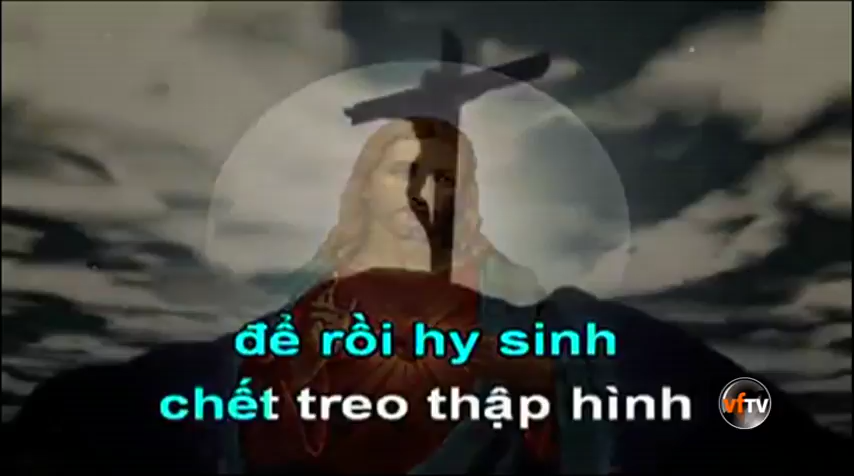 để rồi hy sinh
chết treo thập hình
vfTV